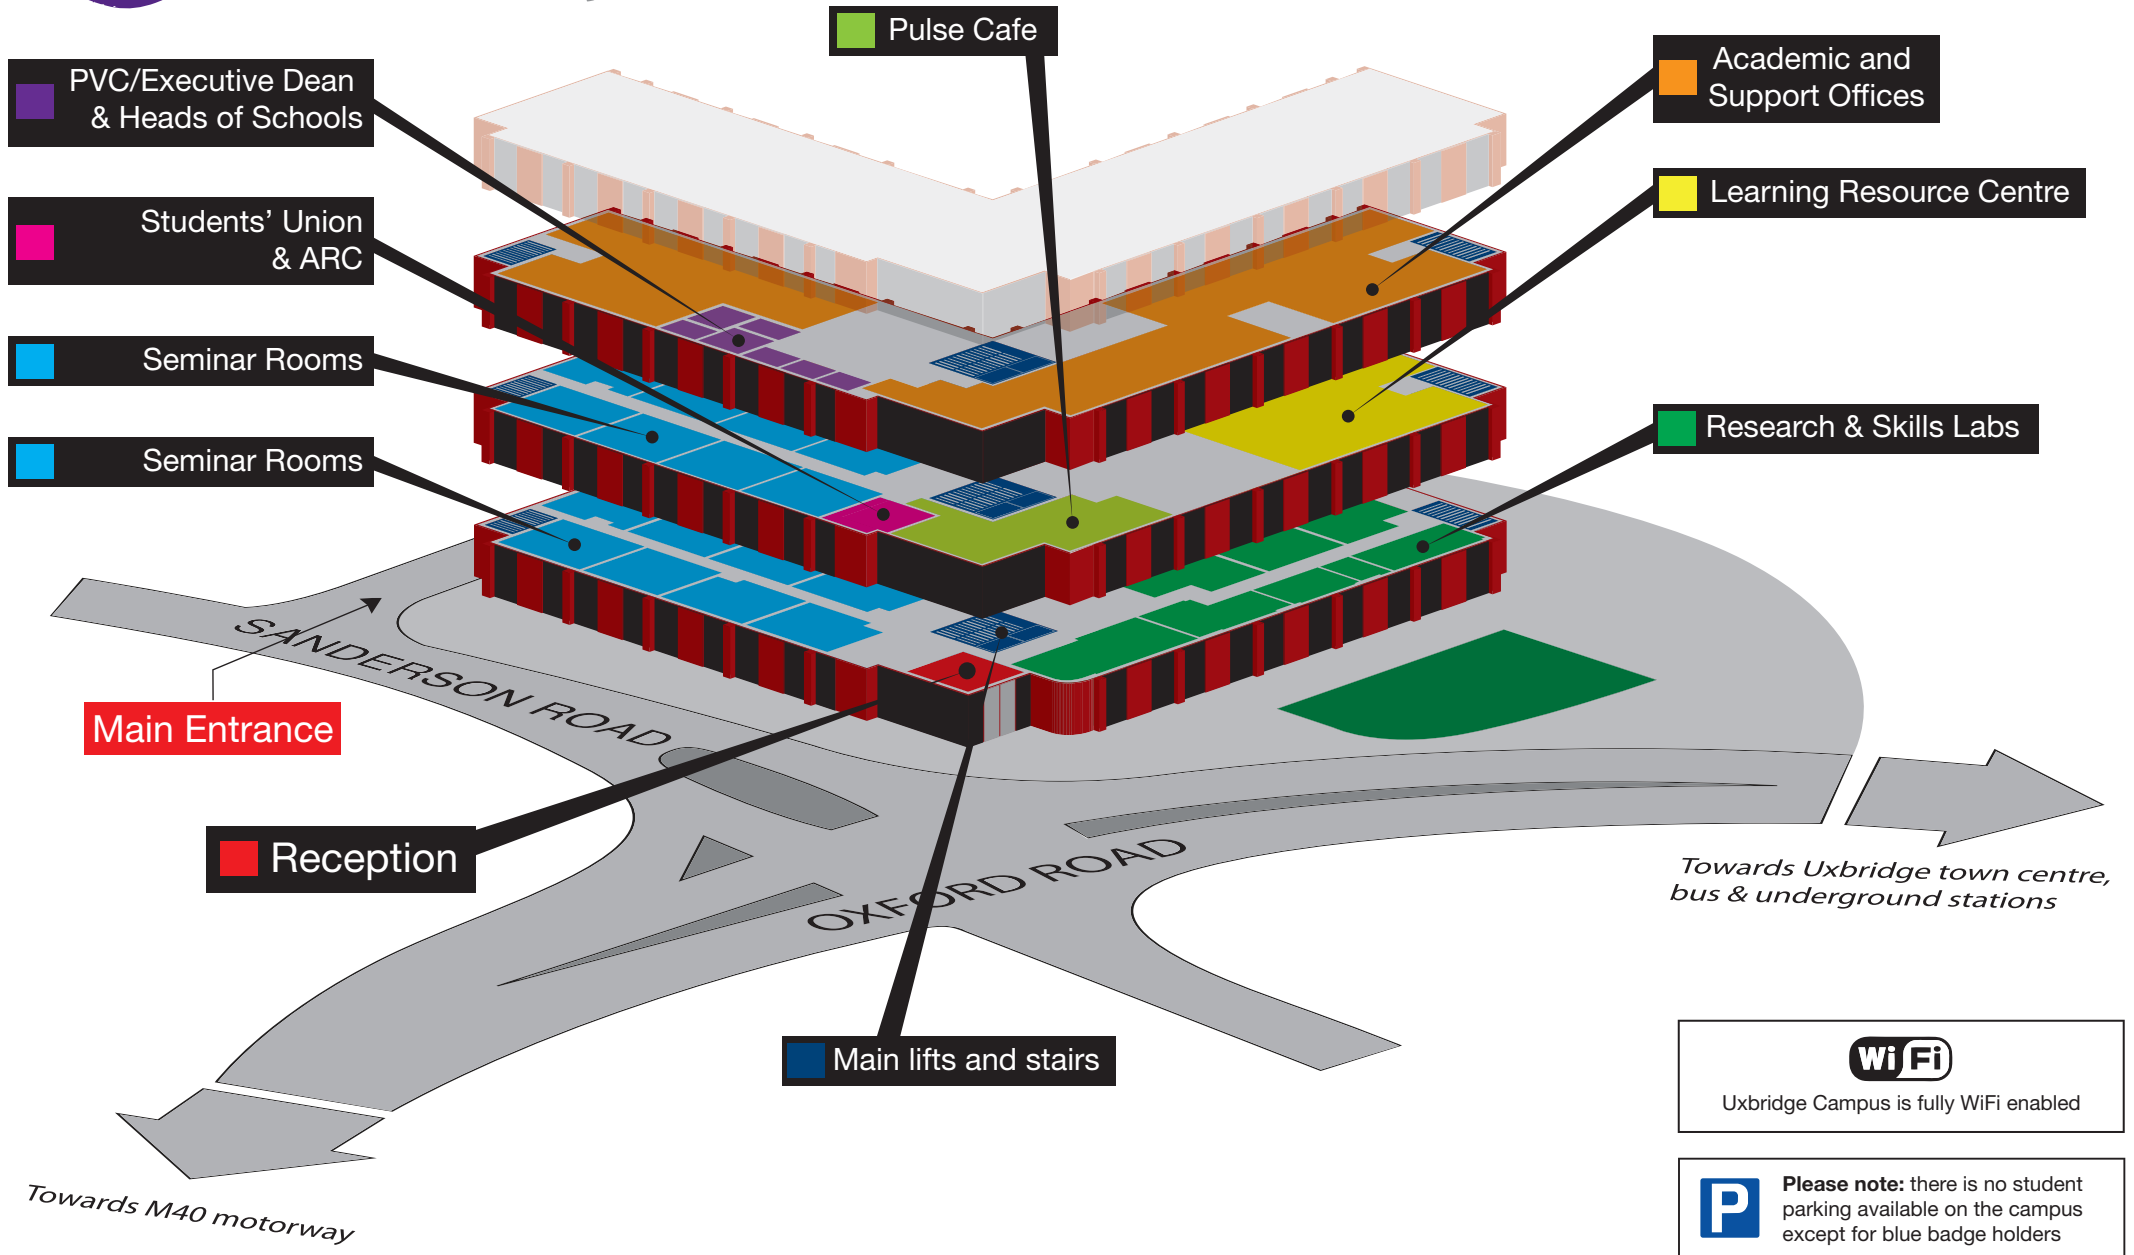 Pulse Cafe
PVC/Executive Dean
& Heads of Schools
Academic and
Support Offices
Students’ Union
& ARC
Learning Resource Centre
Seminar Rooms
Seminar Rooms
Research & Skills Labs
SANDERSON ROAD
Main Entrance
Reception
OXFORD ROAD
Towards Uxbridge town centre,
bus & underground stations
Main lifts and stairs
WiFi
Uxbridge Campus is fully WiFi enabled
Towards M40 motorway
P
Please note: there is no student
parking available on the campus
except for blue badge holders